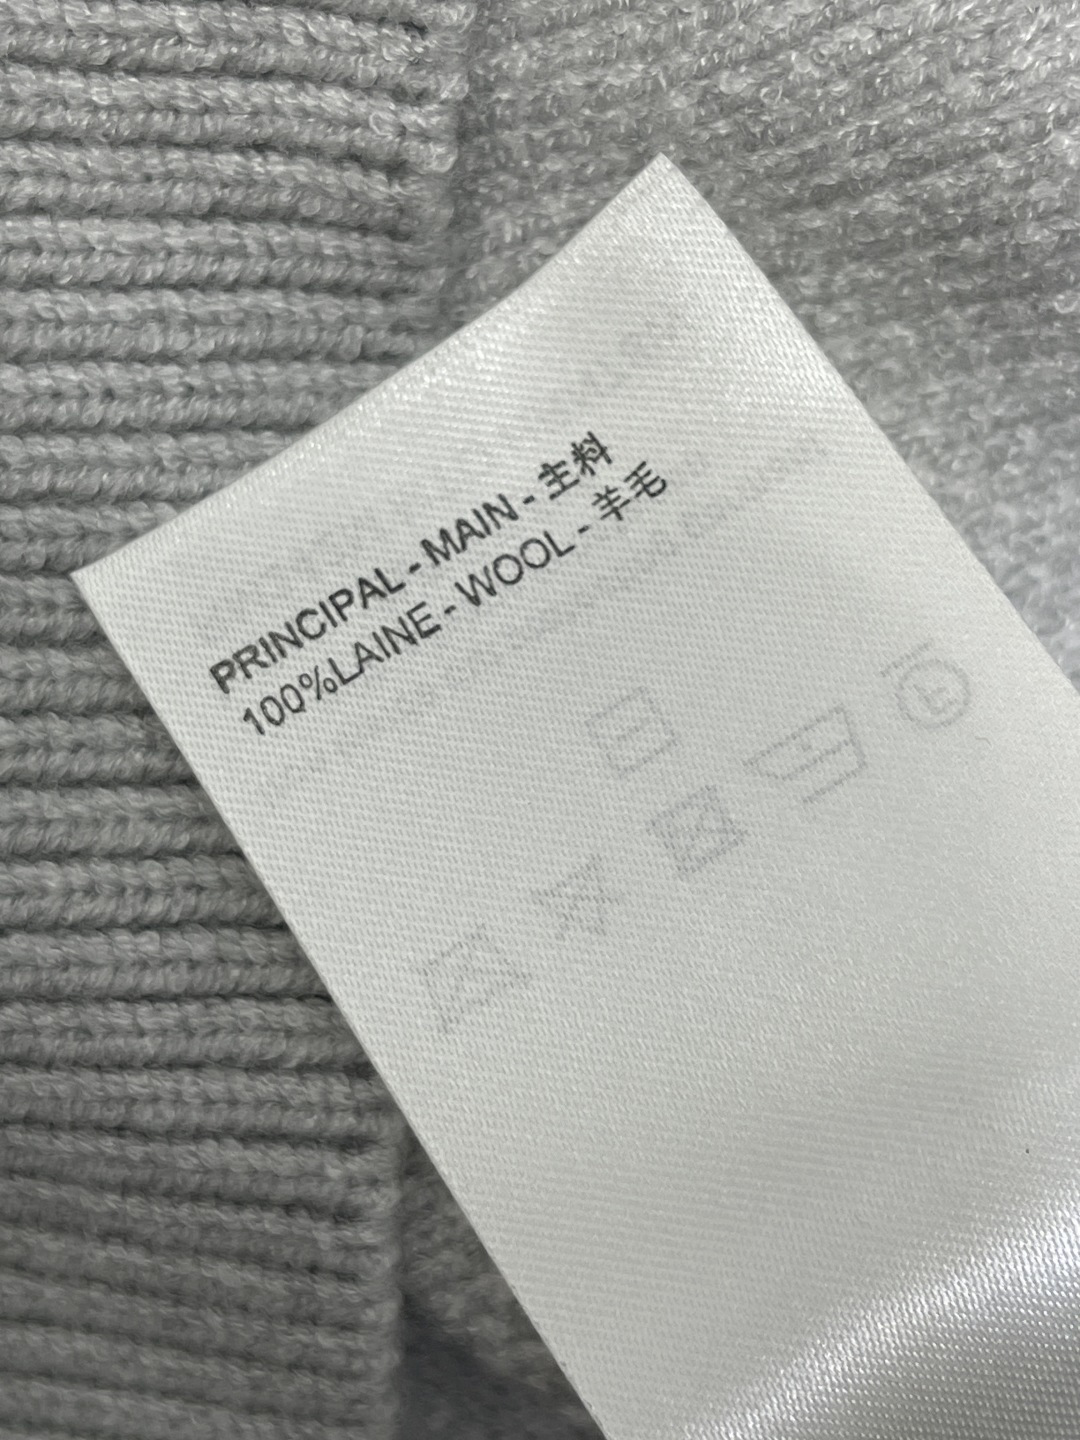 PRINCIPAL - MAIN - 主料
100%LAINE - WOOL - 羊毛